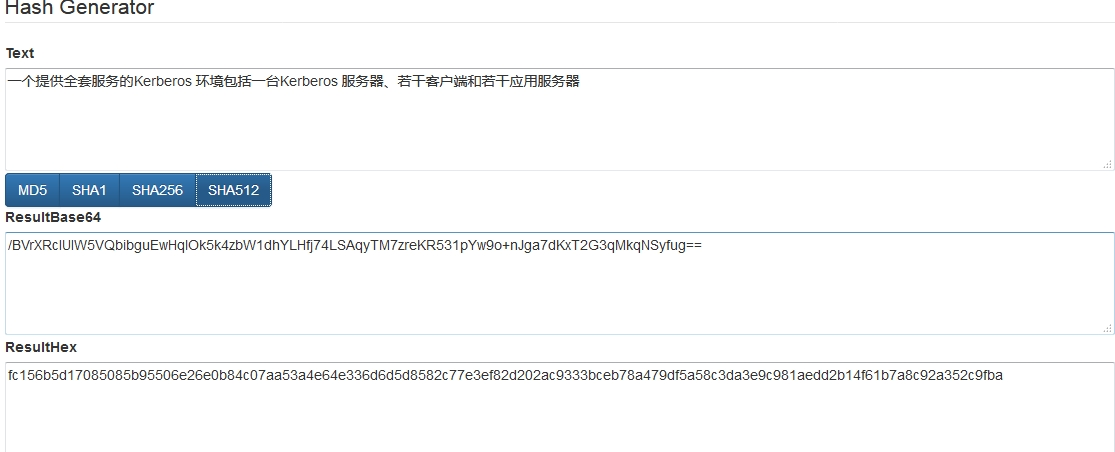 Hash Generator
Text
一个提供全套服务的Kerberos 环境包括一台Kerberos 服务器、若干客户端和若干应用服务器
MD5 SHA1 SHA256 SHA512
ResultBase64
/BVrXRcIUIW5VQbibguEwHqlOk5k4zbW1dhYLHfj74LSAqyTM7zreKR531pYw9o+nJga7dKxT2G3qMkqNSyfug==
ResultHex
fc156b5d17085085b95506e26e0b84c07aa53a4e64e336d6d5d8582c77e3ef82d202ac9333bceb78a479df5a58c3da3e9c981aedd2b14f61b7a8c92a352c9fba